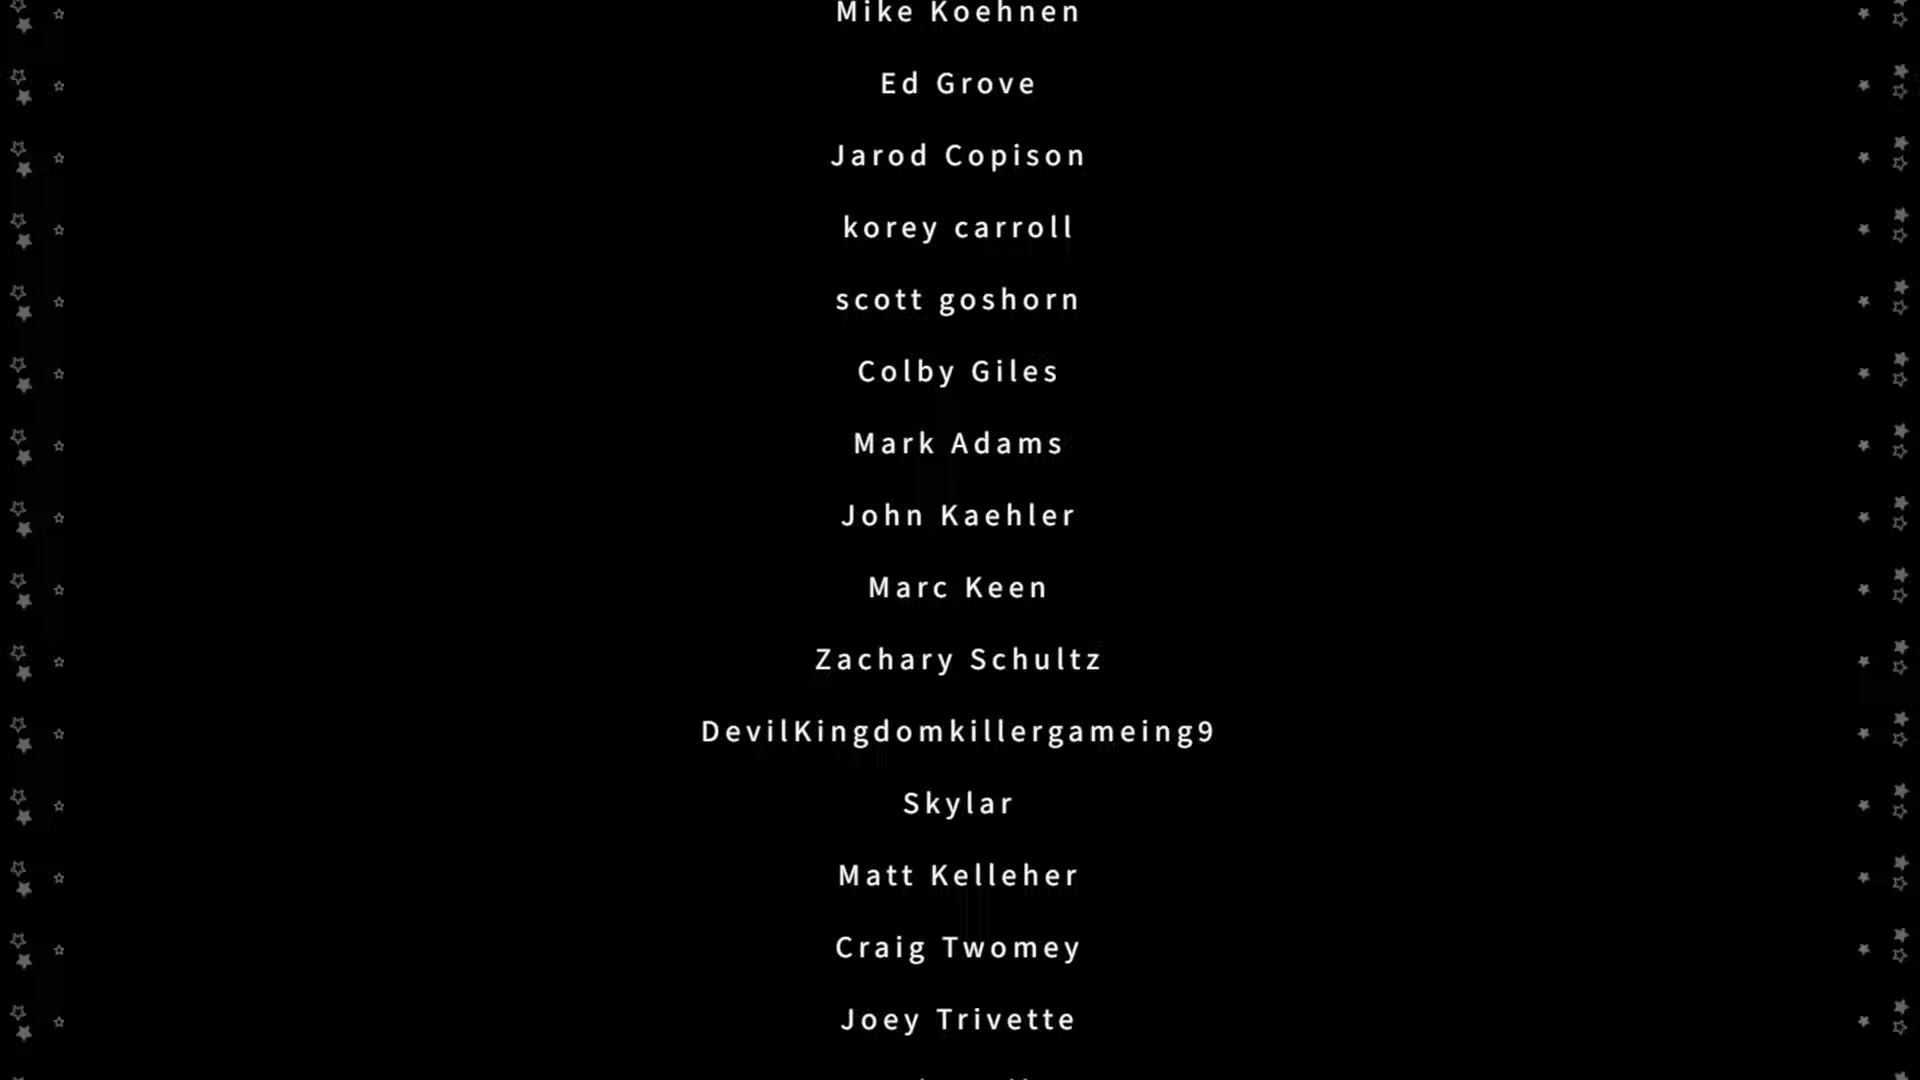 Mike Koehnen
Ed Grove
Jarod Copison
korey carroll
scott goshorn
Colby Giles
Mark Adams
John Kaehler
Marc Keen
Zachary Schultz
DevilKingdomkillergameing9
Skylar
Matt Kelleher
Craig Twomey
Joey Trivette